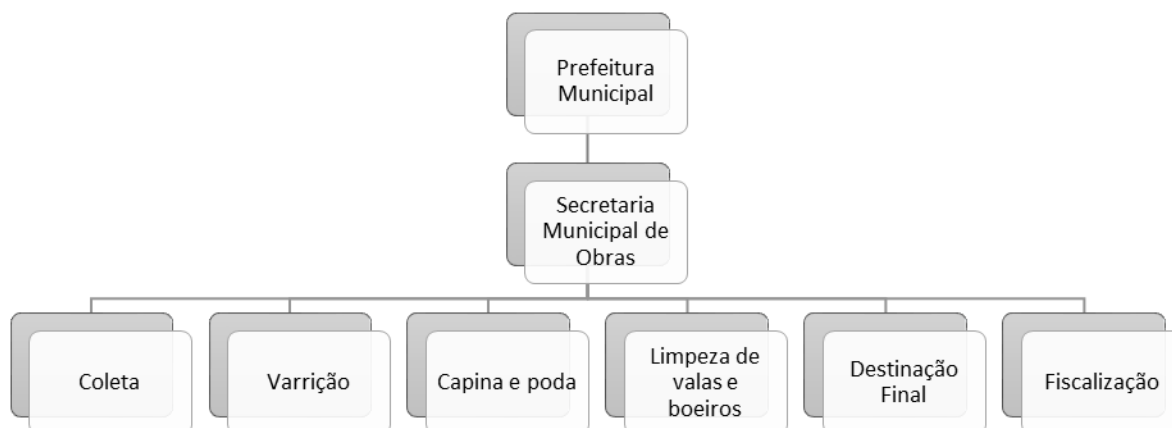 Prefeitura
Municipal
Secretaria
Municipal de
Obras
Coleta
Varrição
Capina e poda
Limpeza de
valas e
boeiros
Destinação
Final
Fiscalização